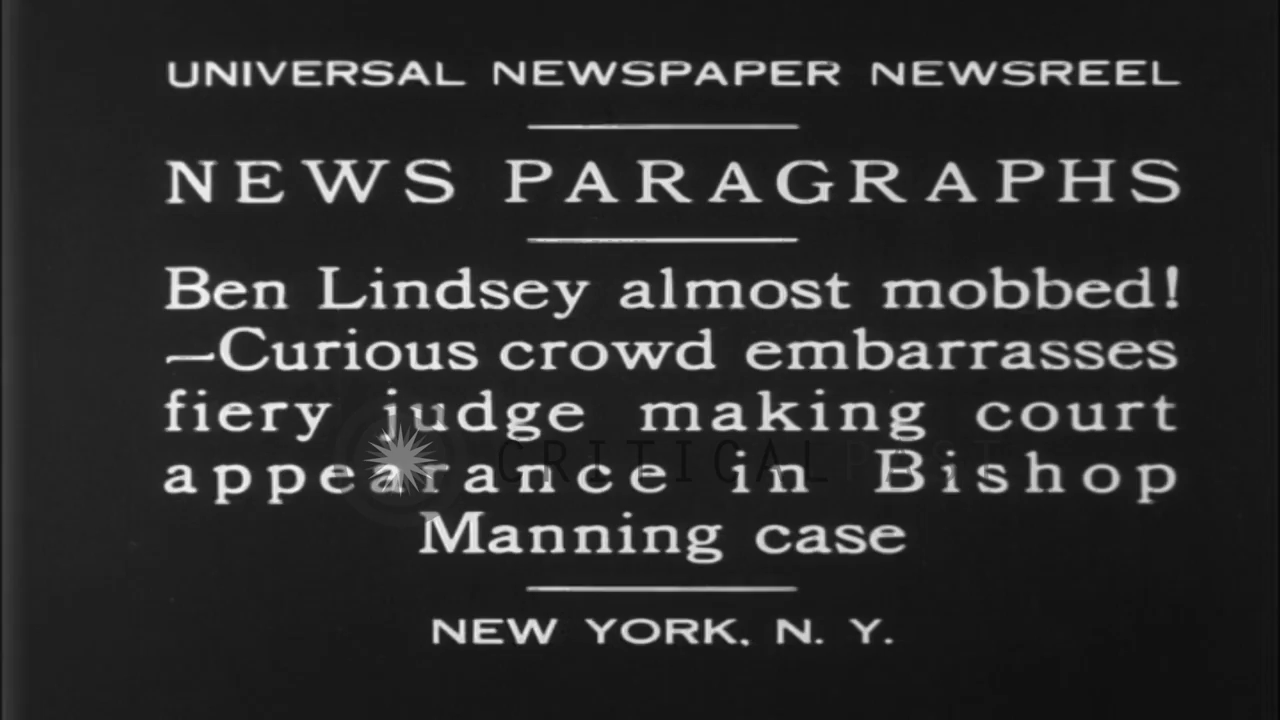 UNIVERSAL NEWSPAPER NEWSREEL
NEWS PARAGRAPHS
Ben Lindsey almost mobbed!
—Curious crowd embarrasses
fiery judge making court
appearance in Bishop
Manning case
NEW YORK, N. Y.
CRITICALPAST